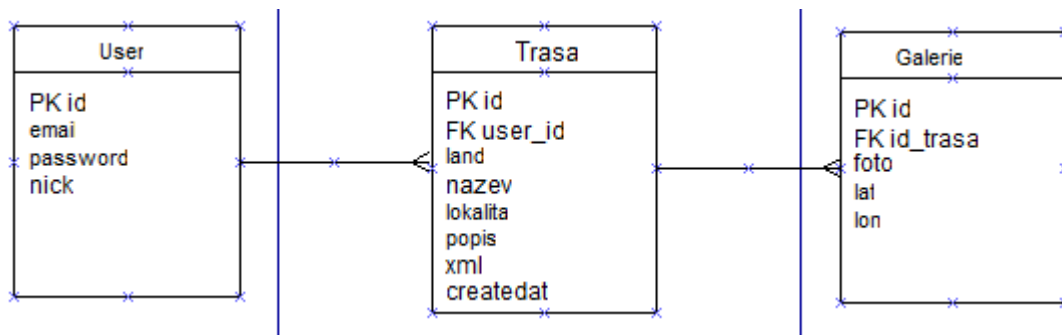 User
PK id
emai
password
nick
Trasa
PK id
FK user_id
land
nazev
lokalita
popis
xml
createdat
Galerie
PK id
FK id_trasa
foto
lat
lon